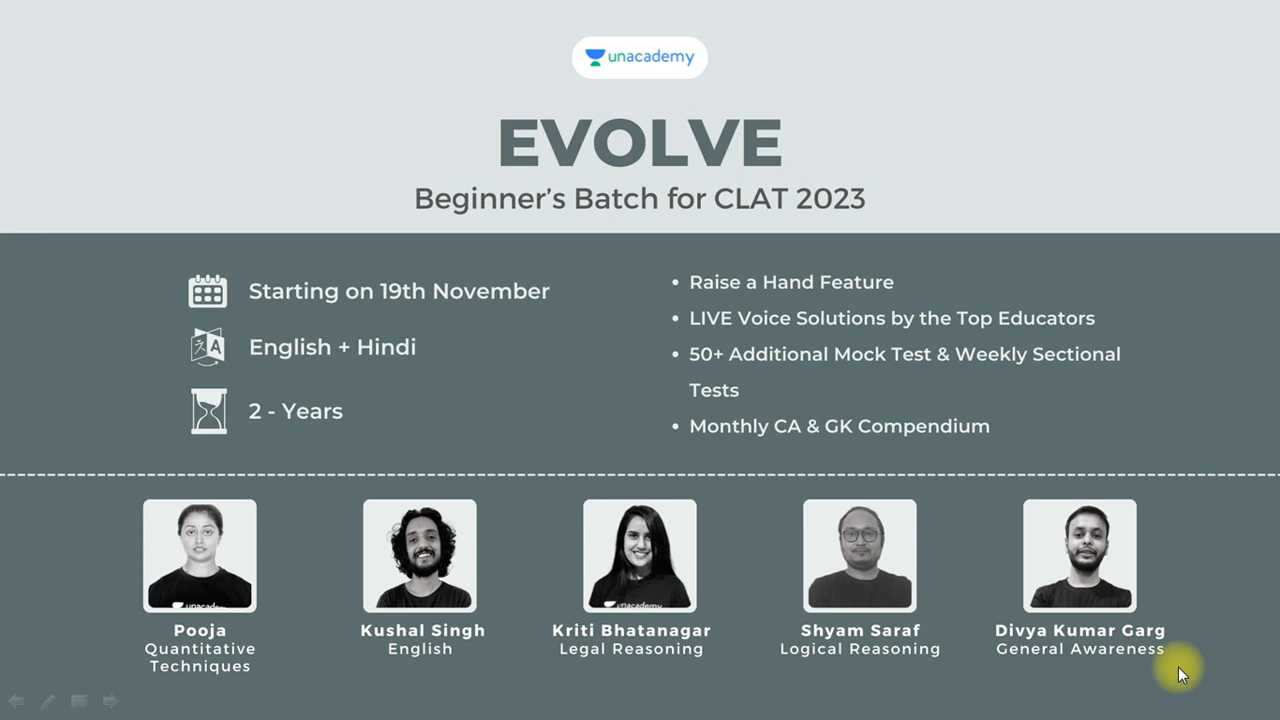 unacademy
EVOLVE
Beginner's Batch for CLAT 2023
Starting on 19th November
English + Hindi
2 - Years
• Raise a Hand Feature
• LIVE Voice Solutions by the Top Educators
• 50+ Additional Mock Test & Weekly Sectional
Tests
• Monthly CA & GK Compendium
unacademy
unacademy
Pooja
Quantitative
Techniques
Kushal Singh
English
Kriti Bhatanagar
Legal Reasoning
Shyam Saraf
Logical Reasoning
Divya Kumar Garg
General Awareness